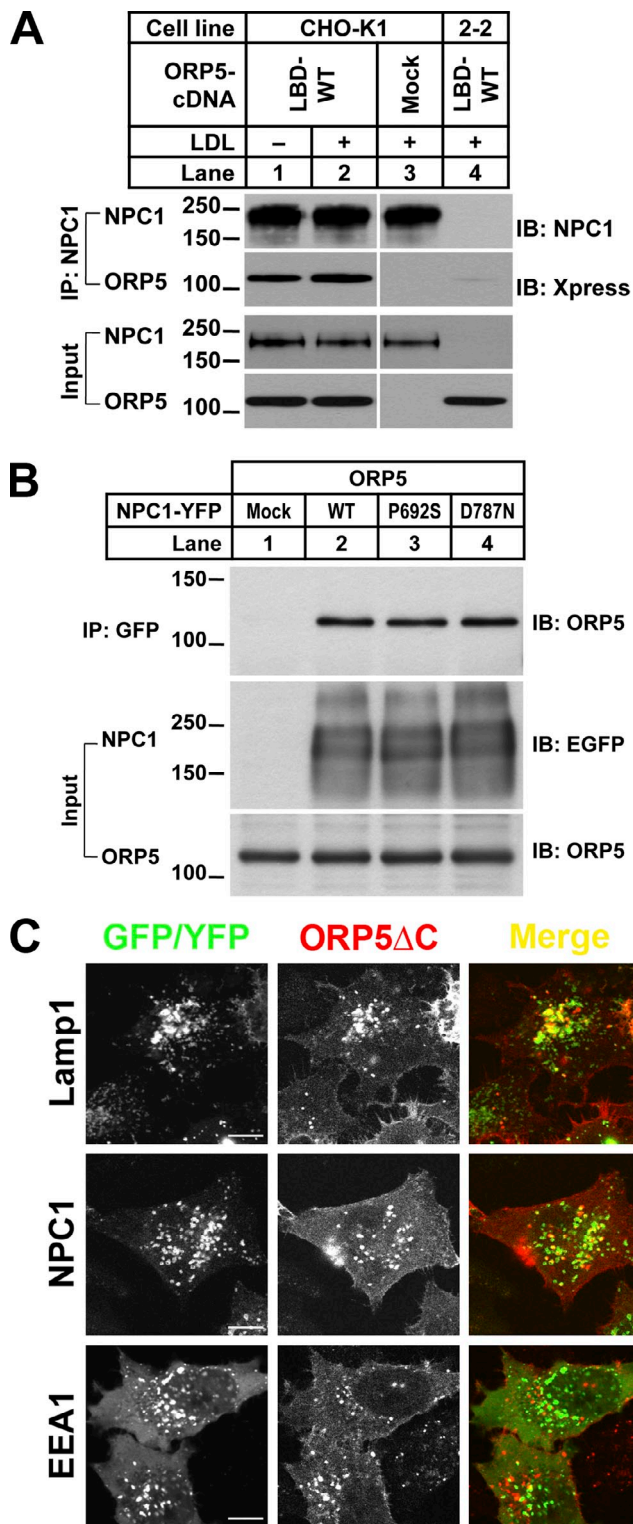 A
Cell line CHO-K1 2-2
ORP5-cDNA LBD-WT Mock LBD-WT
LDL – + + +
Lane 1 2 3 4
IP: NPC1
NPC1 250 150 IB: NPC1
ORP5 100 IB: Xpress
Input
NPC1 250 150
ORP5 100
B
ORP5
NPC1-YFP Mock WT P692S D787N
Lane 1 2 3 4
150
IP: GFP IB: ORP5
100
Input
NPC1 250 150 IB: EGFP
ORP5 100 IB: ORP5
C
GFP/YFP ORP5ΔC Merge
Lamp1
NPC1
EEA1